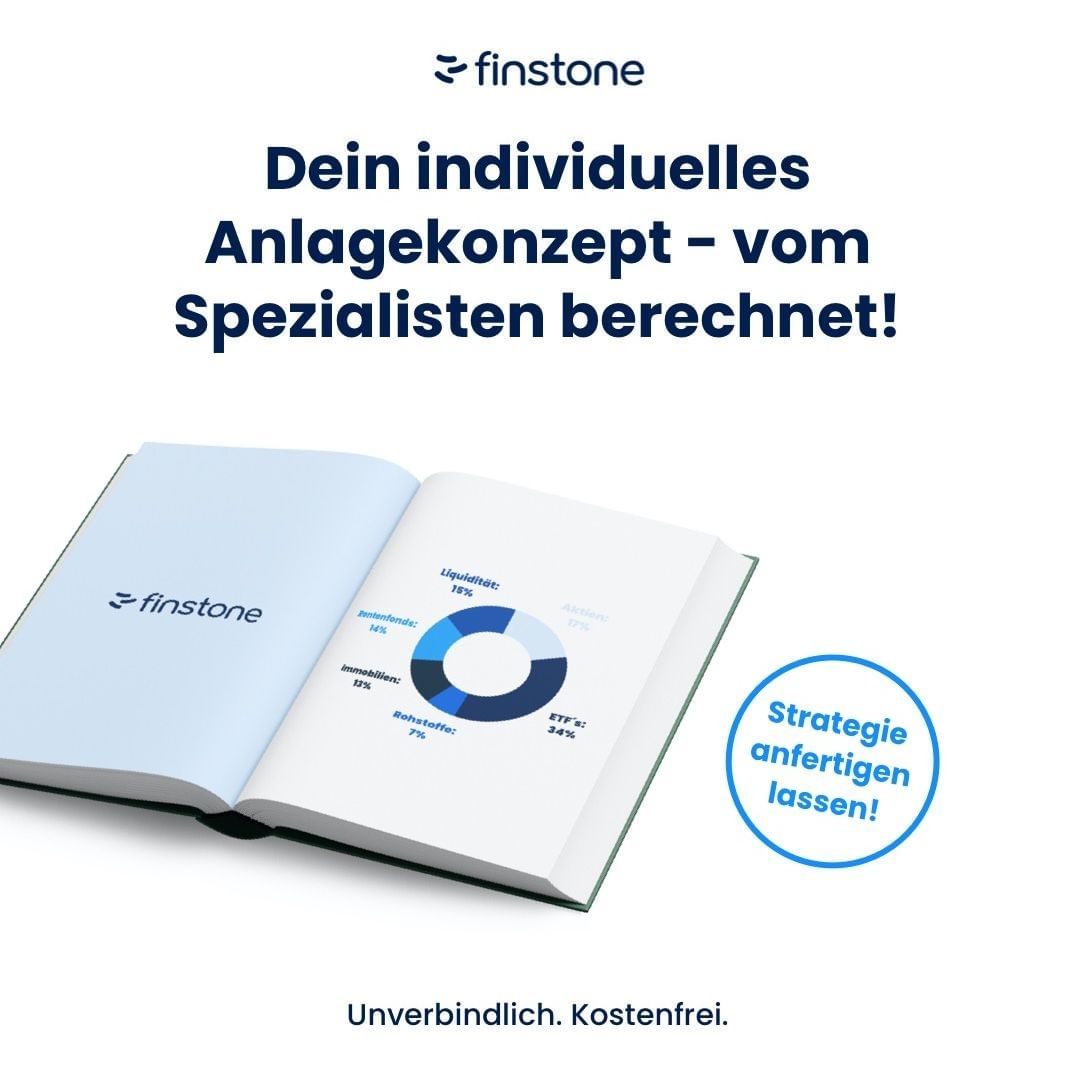 finstone
Dein individuelles
Anlagekonzept - vom
Spezialisten berechnet!
finstone
Liquidität:
15%
Aktien:
17%
Rentenfonds:
14%
Immobilien:
13%
Rohstoffe:
7%
ETF´s:
34%
Strategie
anfertigen
lassen!
Unverbindlich. Kostenfrei.